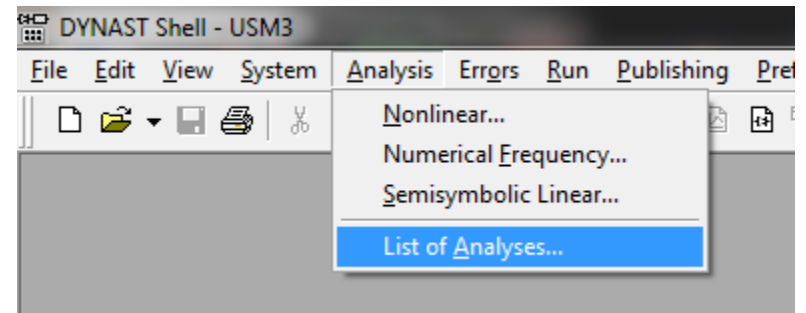 DYNAST Shell - USM3
File Edit View System Analysis Errors Run Publishing Pref
Nonlinear...
Numerical Frequency...
Semisymbolic Linear...
List of Analyses...